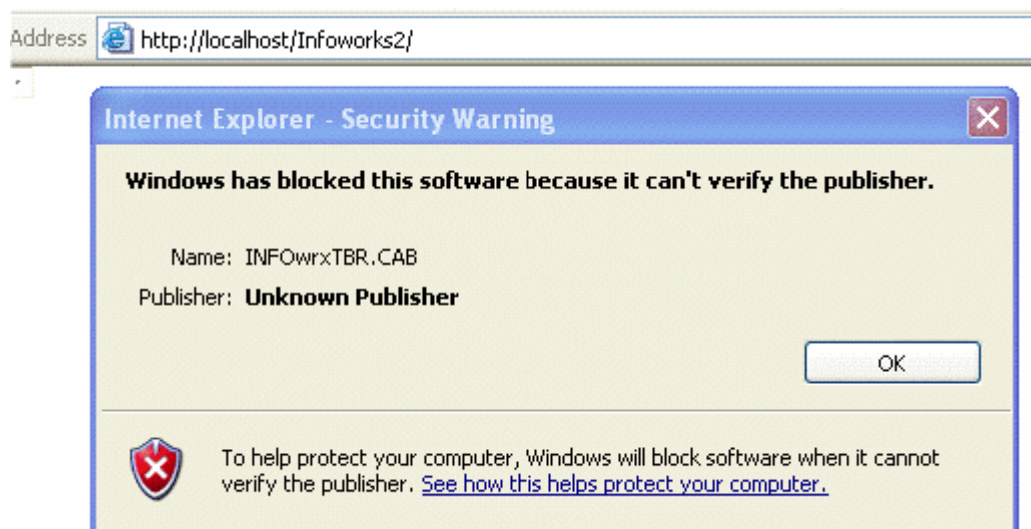 Address http://localhost/Infoworks2/
Internet Explorer - Security Warning
Windows has blocked this software because it can't verify the publisher.
Name: INFOwrxTBR.CAB
Publisher: Unknown Publisher
OK
To help protect your computer, Windows will block software when it cannot
verify the publisher. See how this helps protect your computer.